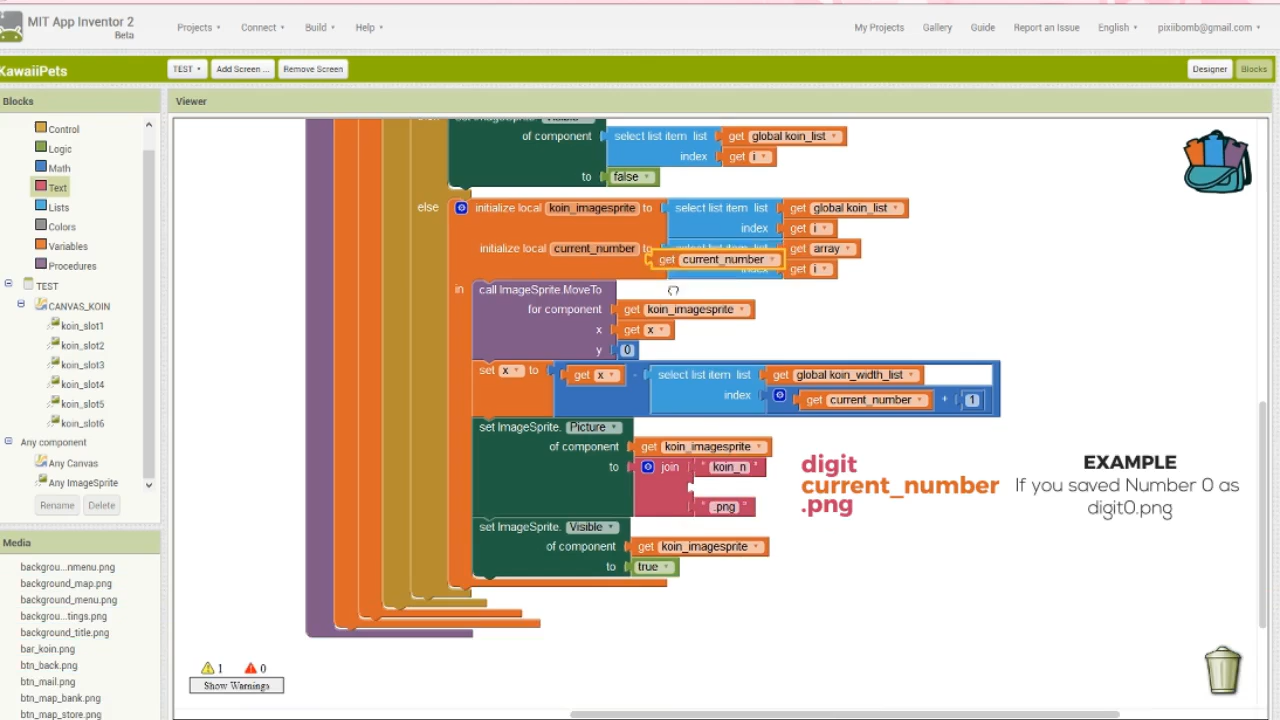 MIT App Inventor 2
Beta
Projects Connect Build Help
My Projects Gallery Guide Report an Issue English pixiibomb@gmail.com
KawaiiPets
TEST Add Screen ... Remove Screen
Designer Blocks
Blocks
Viewer
Control
Logic
Math
Text
Lists
Colors
Variables
Procedures
TEST
CANVAS_KOIN
koin_slot1
koin_slot2
koin_slot3
koin_slot4
koin_slot5
koin_slot6
Any component
Any Canvas
Any ImageSprite
Rename Delete
Media
backgrou...nmenu.png
background_map.png
background_menu.png
backgrou...tings.png
background_title.png
bar_koin.png
btn_back.png
btn_mail.png
btn_map_bank.png
btn_map_store.png
of component select list item list get global koin_list
index get i
to false
else initialize local koin_imagesprite to select list item list get global koin_list
index get i
initialize local current_number to select list item list get array
get current_number
index get i
in call ImageSprite.MoveTo
for component get koin_imagesprite
x get x
y 0
set x to get x - select list item list get global koin_width_list
index get current_number + 1
set ImageSprite. Picture
of component get koin_imagesprite
to join " koin_n "
" .png "
set ImageSprite. Visible
of component get koin_imagesprite
to true
digit
current_number
.png
EXAMPLE
If you saved Number 0 as
digit0.png
1 0
Show Warnings